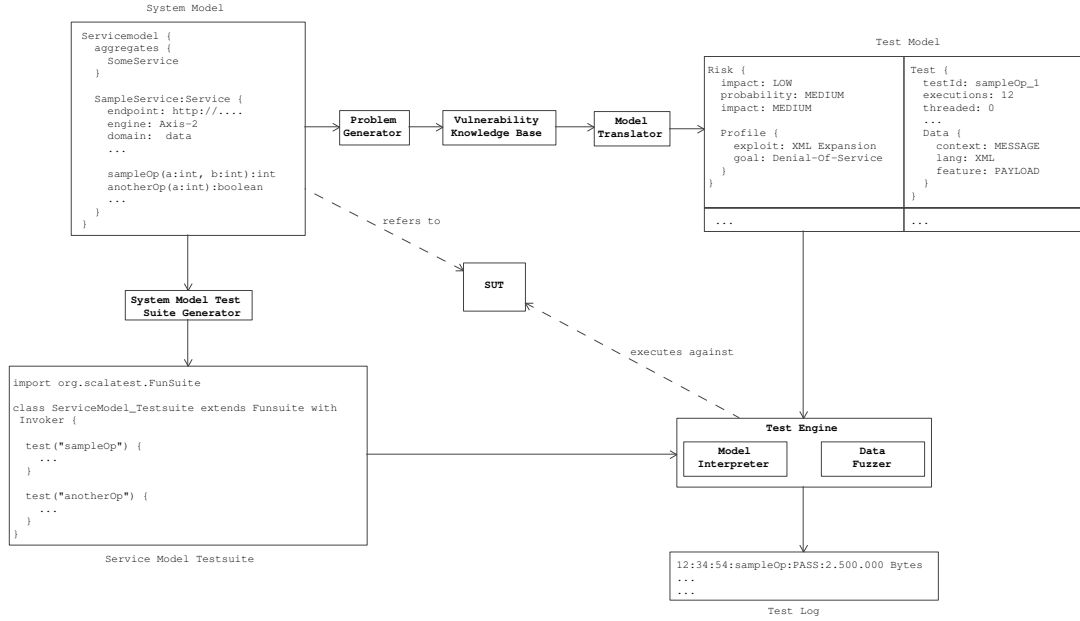 System Model
Servicemodel {
aggregates {
SomeService
}
SampleService:Service {
endpoint: http://....
engine: Axis-2
domain: data
...
sampleOp(a:int, b:int):int
anotherOp(a:int):boolean
...
}
}
Problem
Generator
Vulnerability
Knowledge Base
Model
Translator
Test Model
Risk {
impact: LOW
probability: MEDIUM
impact: MEDIUM
Profile {
exploit: XML Expansion
goal: Denial-Of-Service
}
}
...
Test {
testId: sampleOp_1
executions: 12
threaded: 0
...
Data {
context: MESSAGE
lang: XML
feature: PAYLOAD
}
}
...
refers to
SUT
executes against
System Model Test
Suite Generator
import org.scalatest.FunSuite
class ServiceModel_Testsuite extends Funsuite with
Invoker {
test("sampleOp") {
...
}
test("anotherOp") {
...
}
}
Service Model Testsuite
Test Engine
Model
Interpreter
Data
Fuzzer
12:34:54:sampleOp:PASS:2.500.000 Bytes
...
...
Test Log